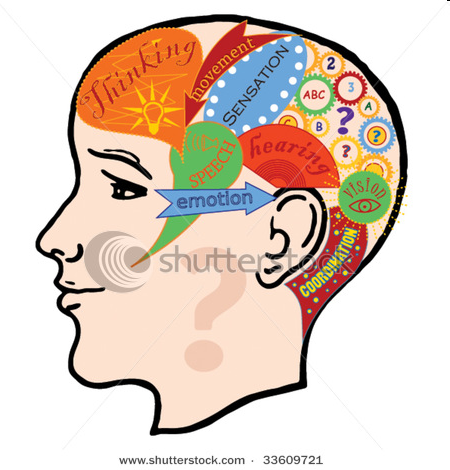 Thinking
movement
SENSATION
2
ABC
3
A
?
C
B
?
?
SPEECH
hearing
emotion
vision
COORDINATION
shutterstock
?
www.shutterstock.com · 33609721